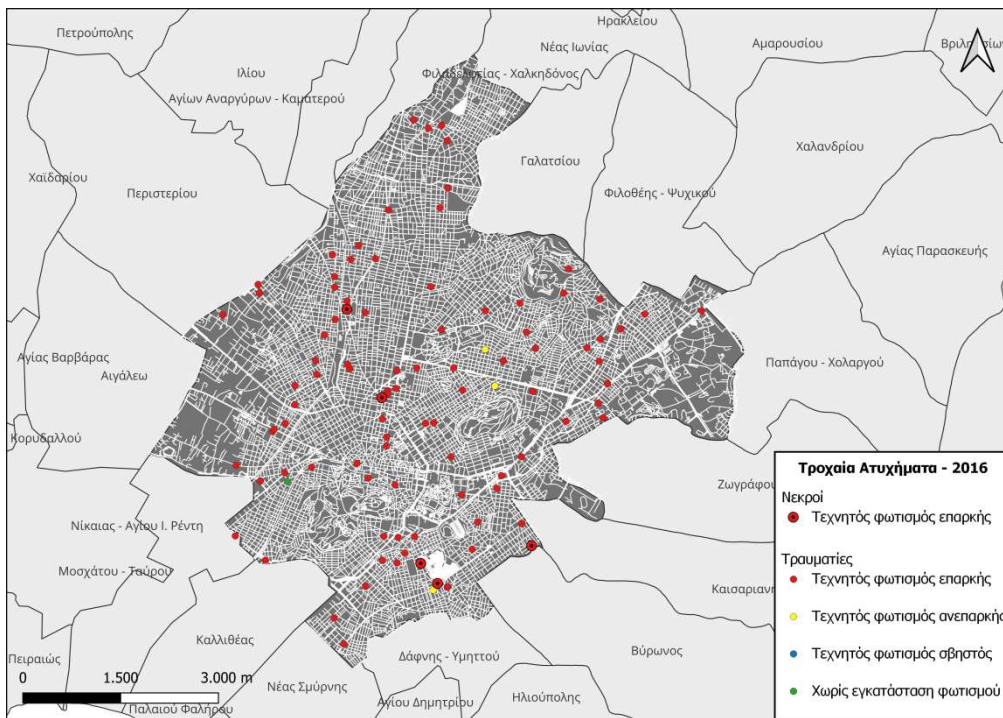 Ηρακλείου
Πετρούπολης
Αμαρουσίου
Βριλησσίων
Νέας Ιωνίας
Ιλίου
Φιλαδελφείας - Χαλκηδόνος
Αγίων Αναργύρων - Καματερού
Χαλανδρίου
Γαλατσίου
Χαϊδαρίου
Περιστερίου
Φιλοθέης - Ψυχικού
Αγίας Παρασκευής
Αγίας Βαρβάρας
Παπάγου - Χολαργού
Αιγάλεω
Κορυδαλλού
Τροχαία Ατυχήματα - 2016
Ζωγράφου
Νεκροί
Τεχνητός φωτισμός επαρκής
Νίκαιας - Αγίου Ι. Ρέντη
Μοσχάτου - Ταύρου
Τραυματίες
Τεχνητός φωτισμός επαρκής
Καισαριανή
Τεχνητός φωτισμός ανεπαρκής
Καλλιθέας
Πειραιώς
Δάφνης - Υμηττού
Βύρωνος
Τεχνητός φωτισμός σβηστός
Νέας Σμύρνης
Ηλιούπολης
Χωρίς εγκατάσταση φωτισμού
0 1.500 3.000 m
Αγίου Δημητρίου
Παλαιού Φαλήρου